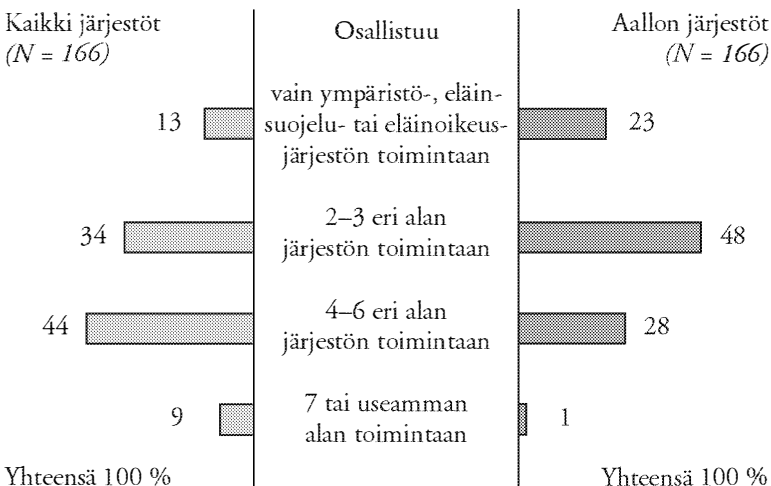 Kaikki järjestöt
(N = 166)
Osallistuu
Aallon järjestöt
(N = 166)
13
vain ympäristö-, eläin-
suojelu- tai eläinoikeus-
järjestön toimintaan
23
34
2–3 eri alan
järjestön toimintaan
48
44
4–6 eri alan
järjestön toimintaan
28
9
7 tai useamman
alan toimintaan
1
Yhteensä 100 %
Yhteensä 100 %